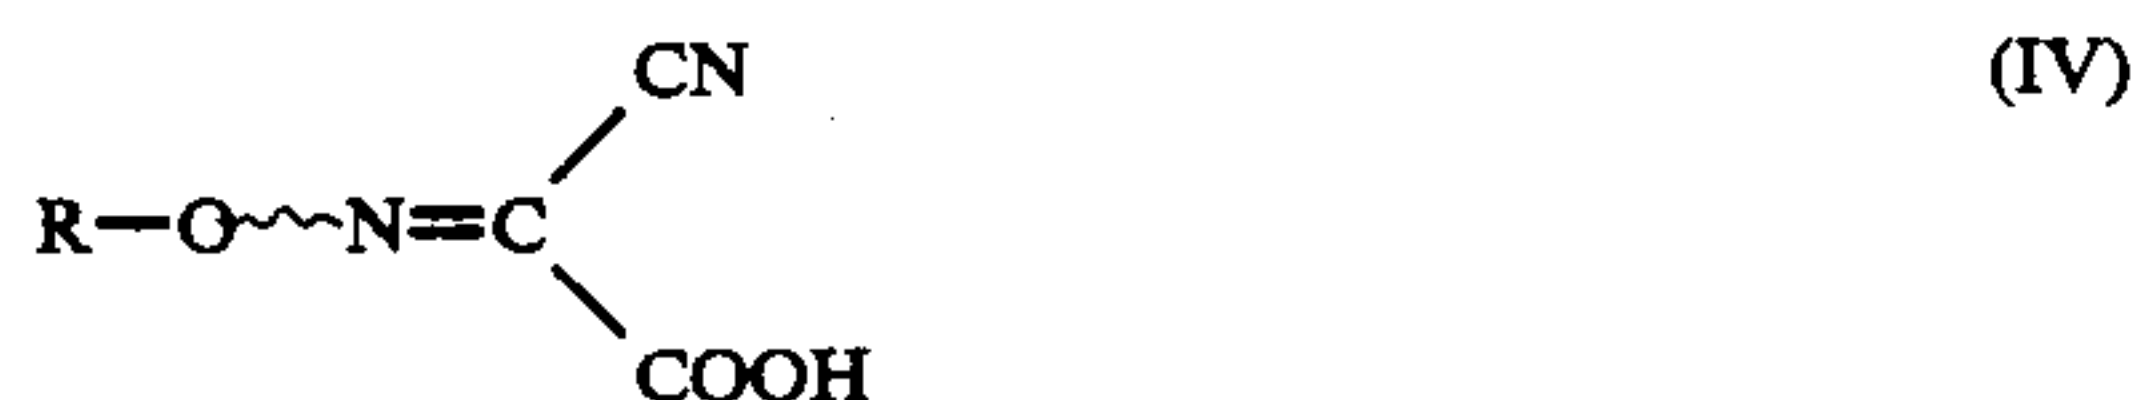 CN
(IV)
R—O~N=C
COOH